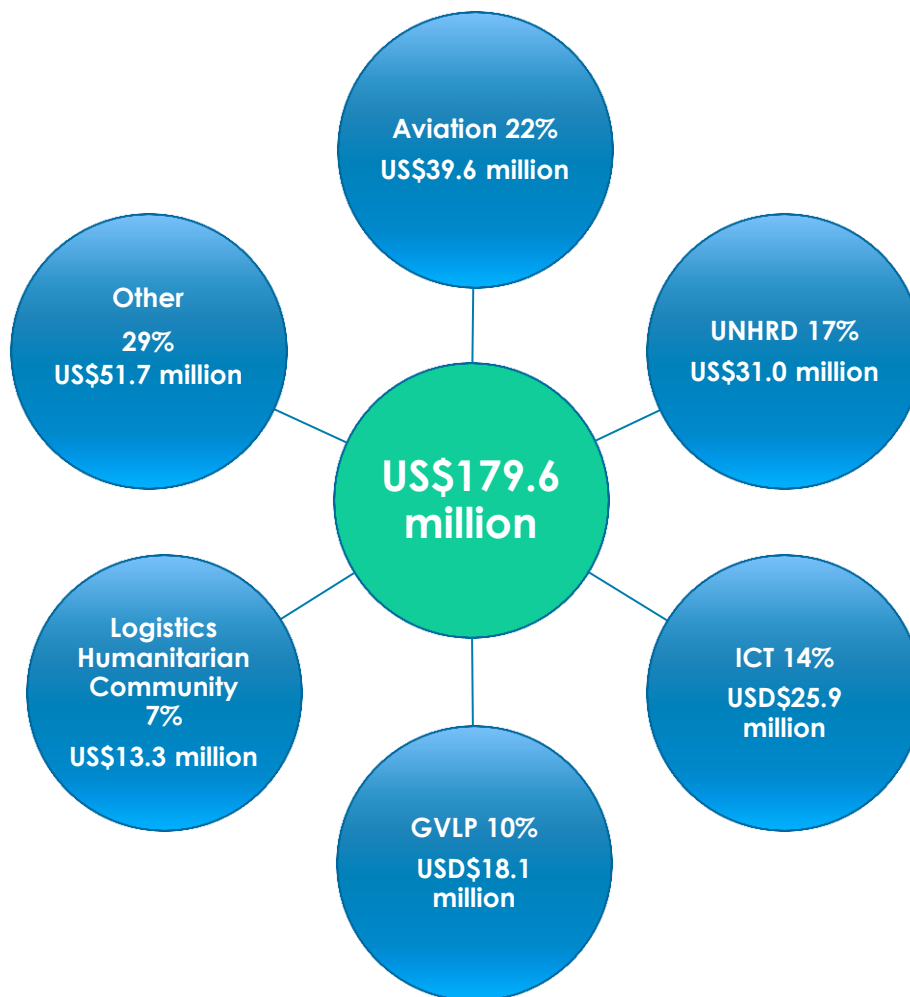 Aviation 22%
US$39.6 million
Other
29%
US$51.7 million
UNHRD 17%
US$31.0 million
US$179.6
million
Logistics
Humanitarian
Community
7%
US$13.3 million
ICT 14%
USD$25.9
million
GVLP 10%
USD$18.1
million